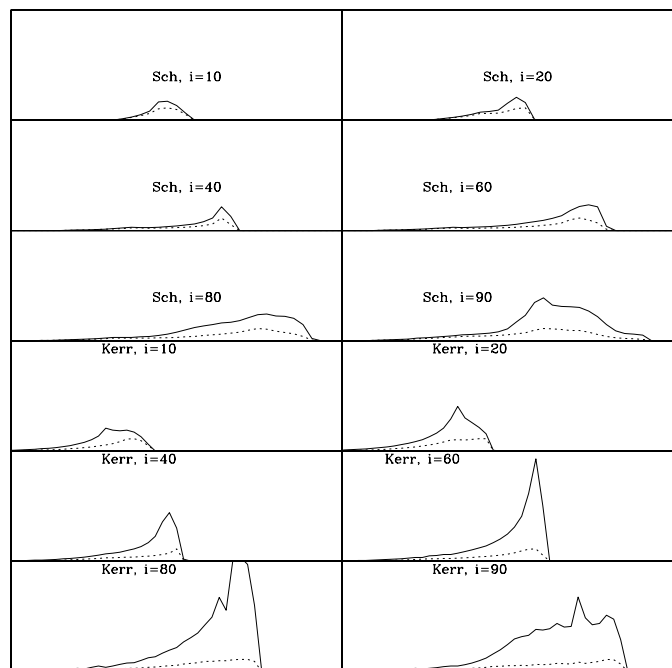 Sch, i=10
Sch, i=20
Sch, i=40
Sch, i=60
Sch, i=80
Sch, i=90
Kerr, i=10
Kerr, i=20
Kerr, i=40
Kerr, i=60
Kerr, i=80
Kerr, i=90